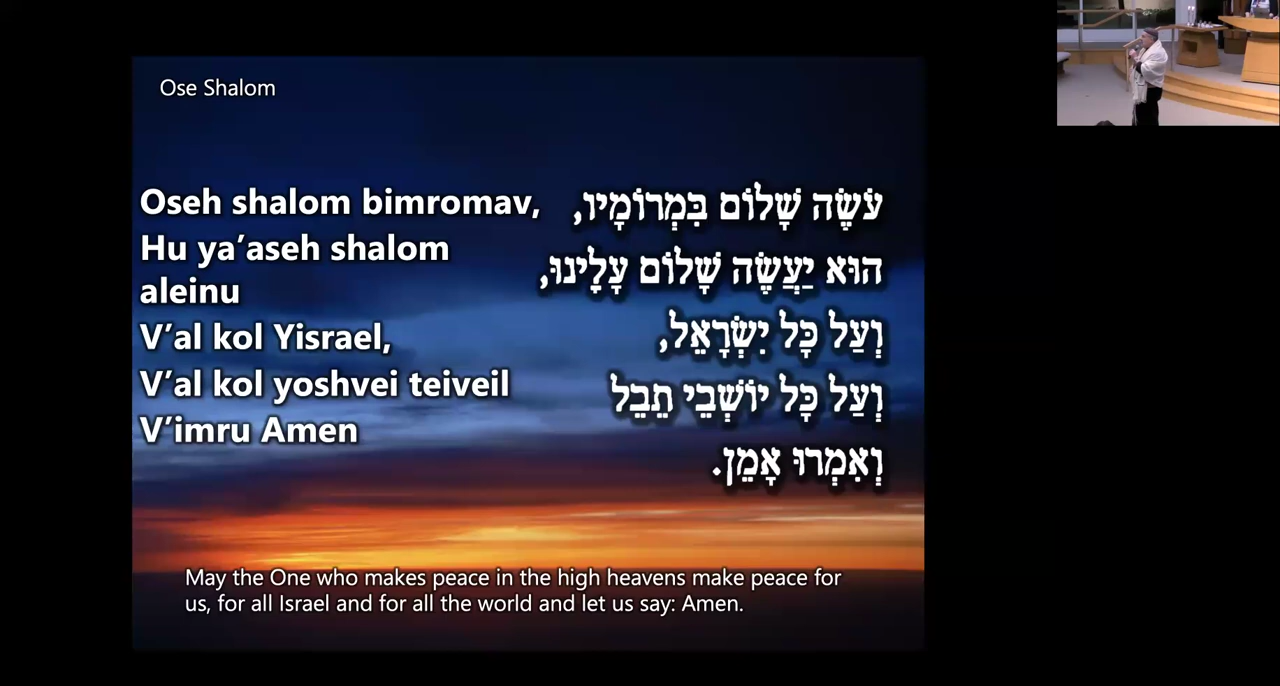 Ose Shalom
Oseh shalom bimromav,
Hu ya’aseh shalom
aleinu
V’al kol Yisrael,
V’al kol yoshvei teiveil
V’imru Amen
עֹשֶׂה שָׁלוֹם בִּמְרוֹמָיו,
הוּא יַעֲשֶׂה שָׁלוֹם עָלֵֽינוּ,
וְעַל כָּל יִשְׂרָאֵל,
וְעַל כָּל יוֹשְׁבֵי תֵבֵל
וְאִמְרוּ אָמֵן.
May the One who makes peace in the high heavens make peace for
us, for all Israel and for all the world and let us say: Amen.